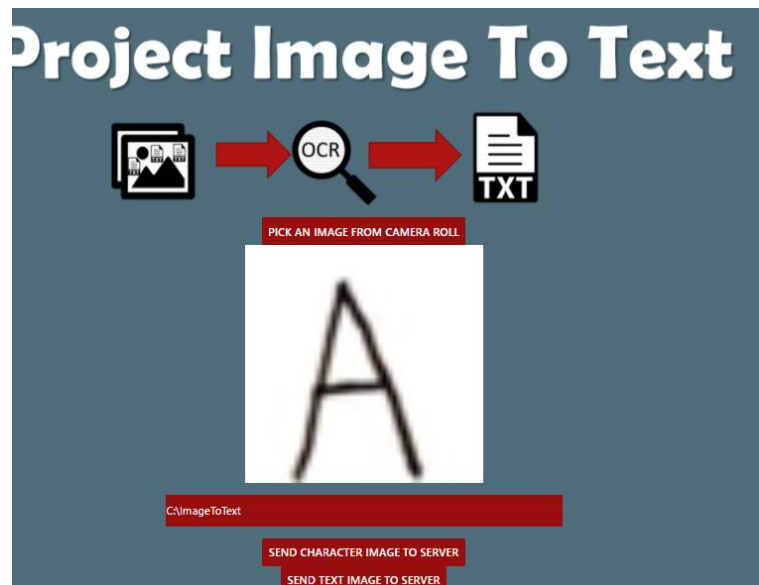 Project Image To Text
OCR
TXT
PICK AN IMAGE FROM CAMERA ROLL
A
C:\ImageToText
SEND CHARACTER IMAGE TO SERVER
SEND TEXT IMAGE TO SERVER